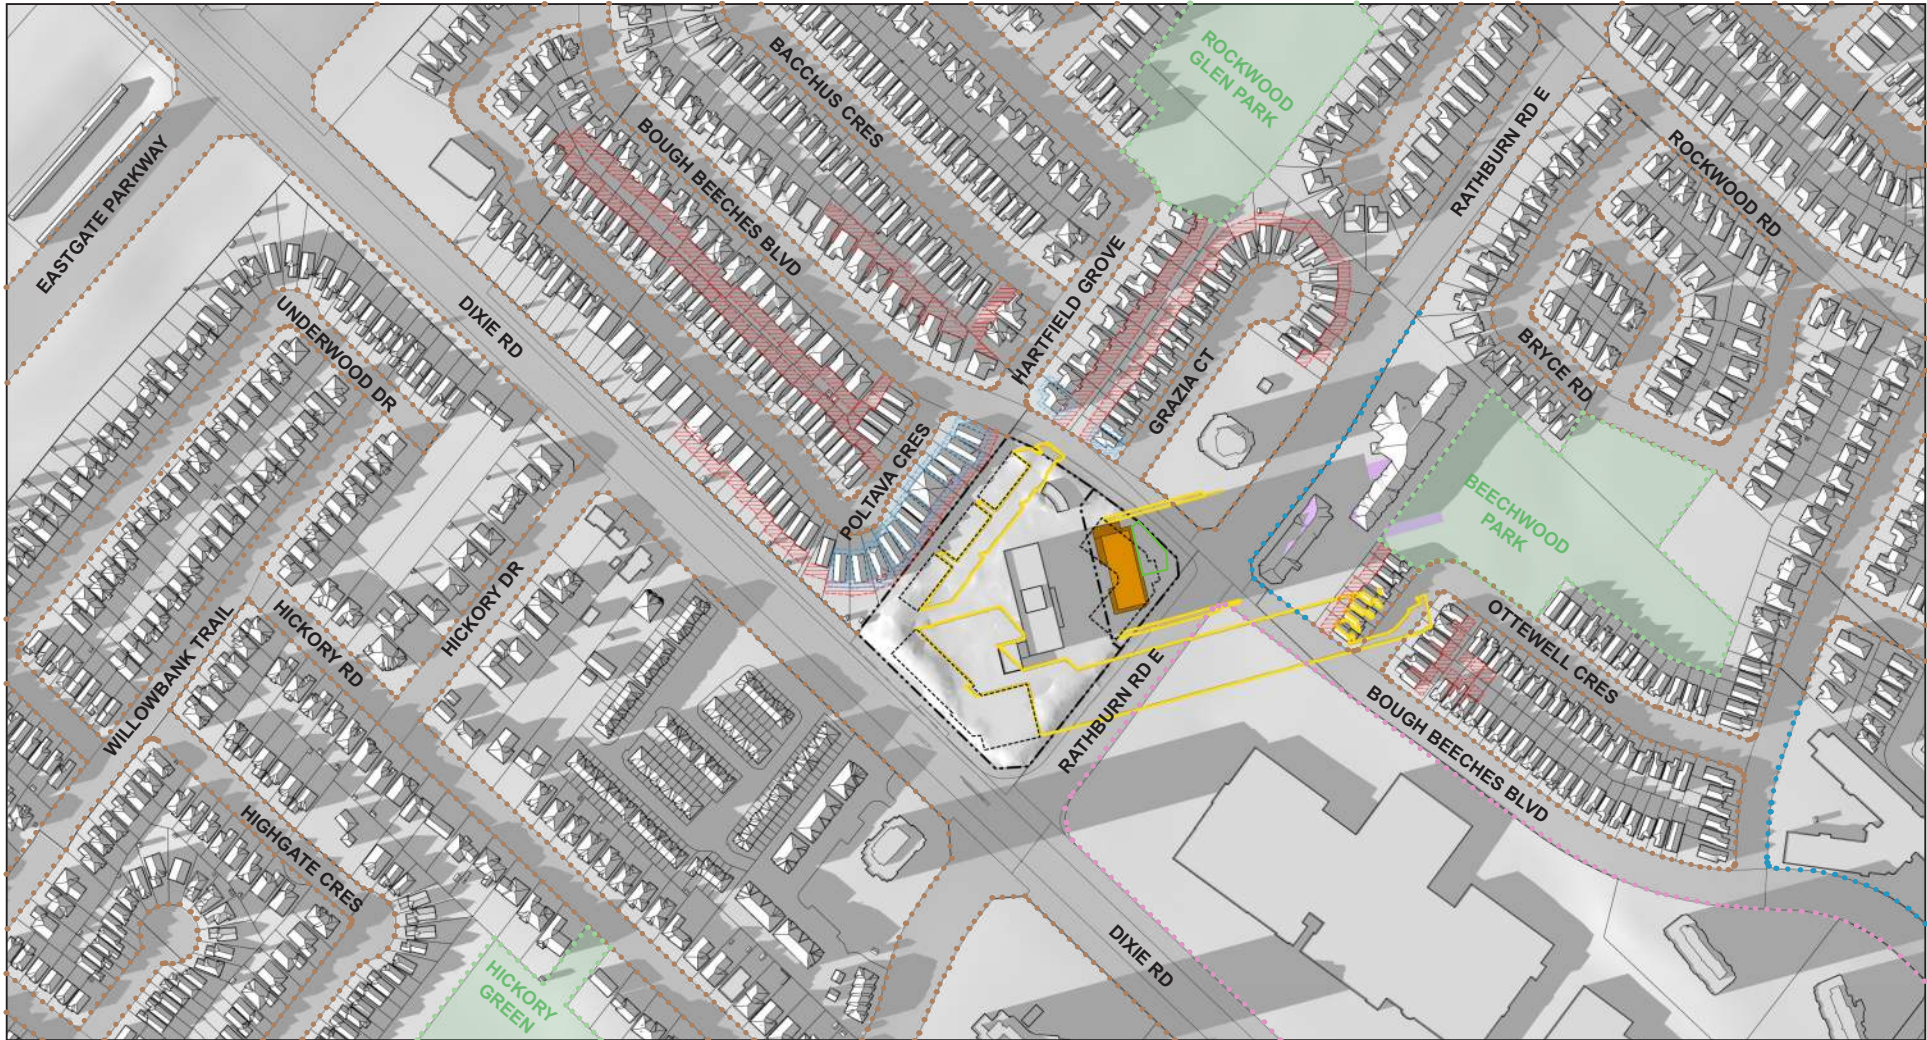 ROCKWOOD
GLEN PARK
BACCHUS CRES
BOUGH BEECHES BLVD
RATHBURN RD E
ROCKWOOD RD
EASTGATE PARKWAY
UNDERWOOD DR
DIXIE RD
HARTFIELD GROVE
GRAZIA CT
BRYCE RD
POLTAVA CRES
BEECHWOOD
PARK
WILLOWBANK TRAIL
HICKORY RD
HICKORY DR
OTTEWELL CRES
RATHBURN RD E
BOUGH BEECHES BLVD
HIGHGATE CRES
DIXIE RD
HICKORY
GREEN